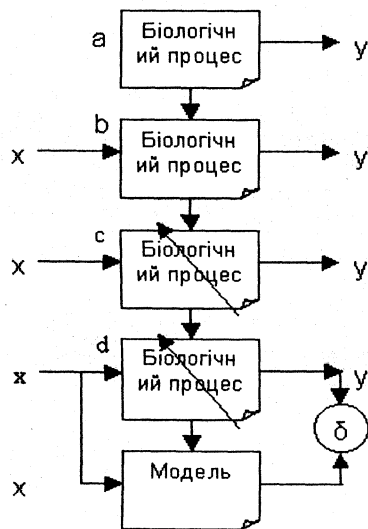 a
Біологічн
ий процес
y
b
x
Біологічн
ий процес
y
c
x
Біологічн
ий процес
y
d
x
Біологічн
ий процес
y
δ
x
Модель